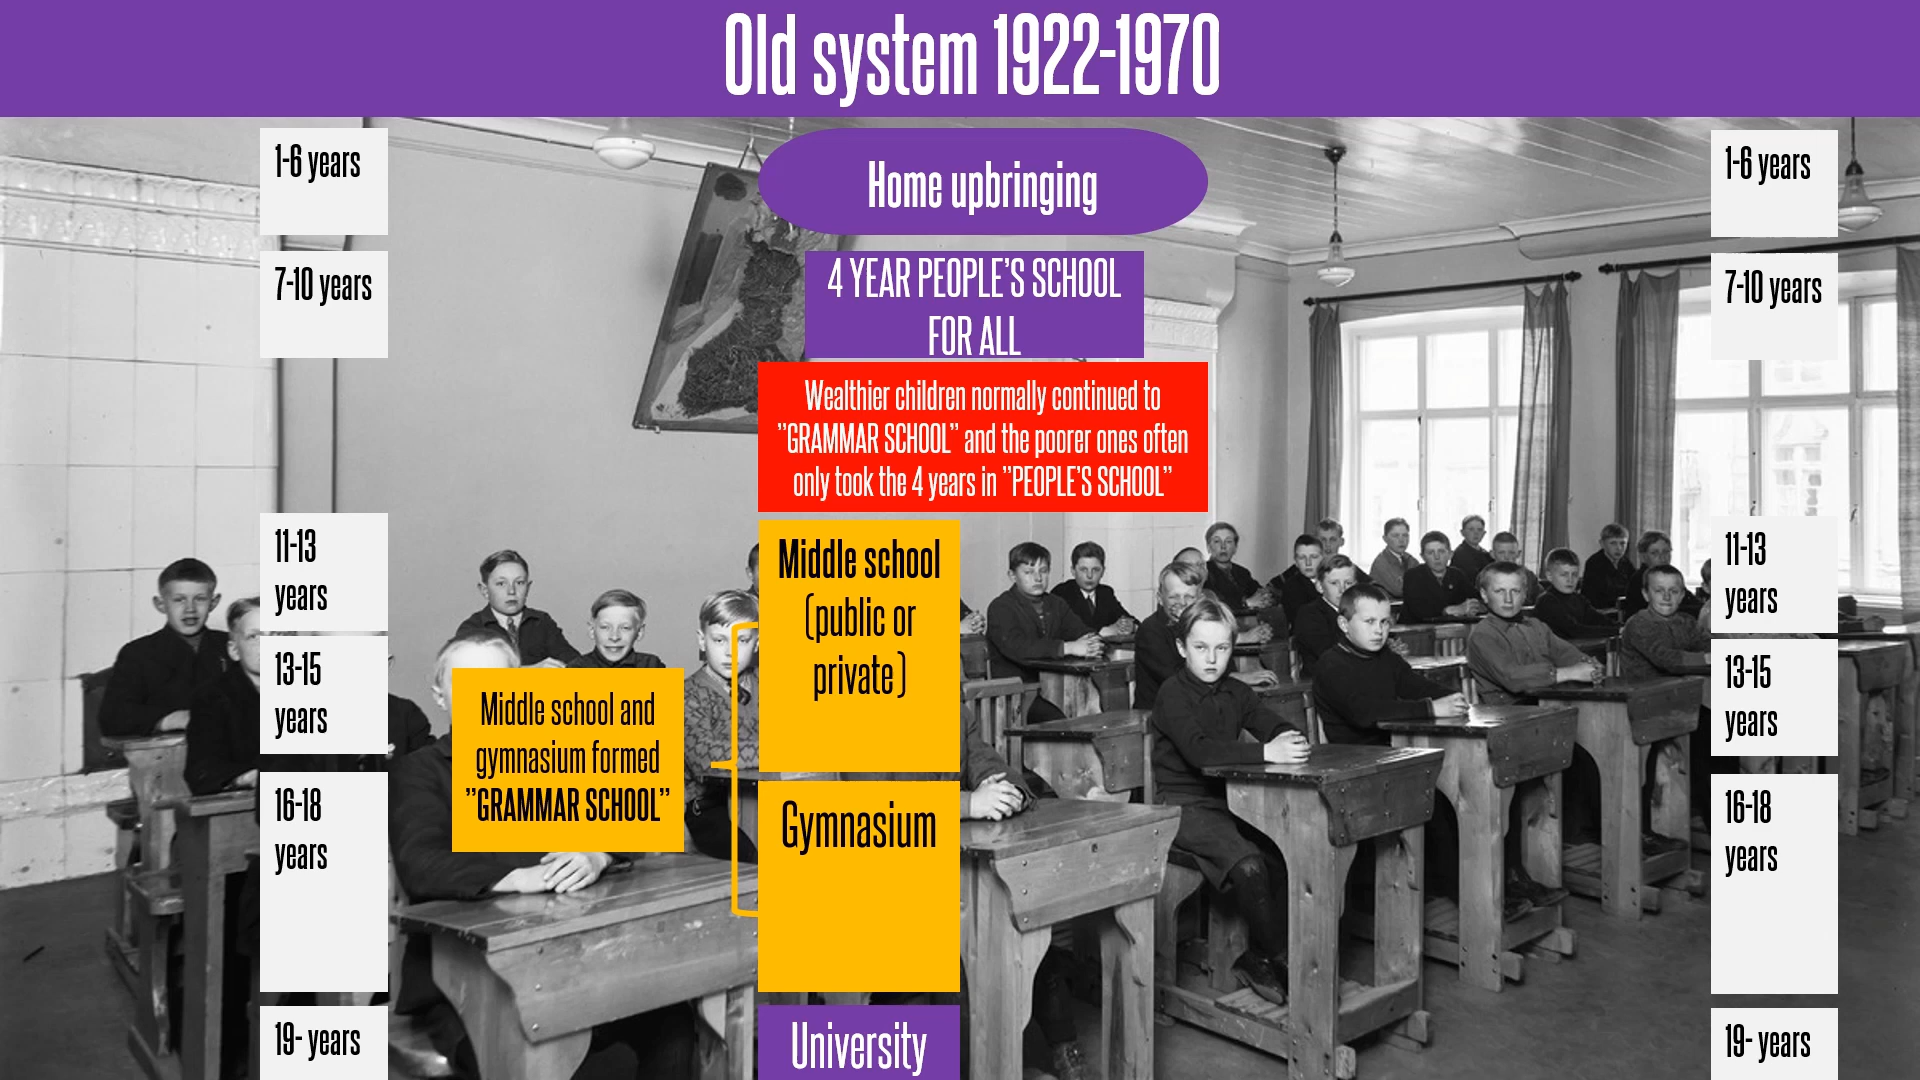 Old system 1922-1970
1-6 years
Home upbringing
1-6 years
7-10 years
4 YEAR PEOPLE'S SCHOOL
FOR ALL
7-10 years
Wealthier children normally continued to
”GRAMMAR SCHOOL” and the poorer ones often
only took the 4 years in ”PEOPLE'S SCHOOL”
11-13
years
Middle school
(public or
private)
11-13
years
13-15
years
Middle school and
gymnasium formed
”GRAMMAR SCHOOL”
13-15
years
16-18
years
Gymnasium
16-18
years
19- years
University
19- years